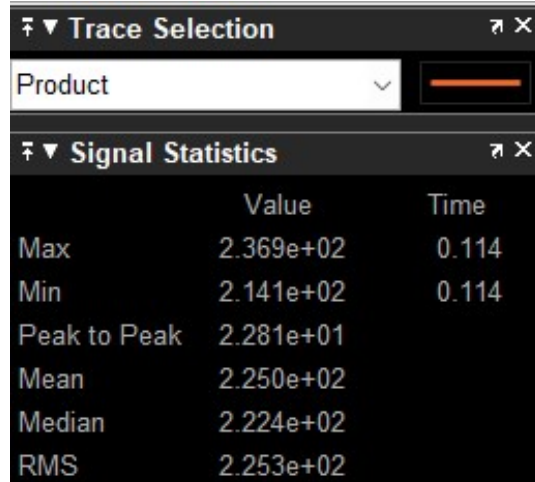 Trace Selection
Product
Signal Statistics
Value Time
Max 2.369e+02 0.114
Min 2.141e+02 0.114
Peak to Peak 2.281e+01
Mean 2.250e+02
Median 2.224e+02
RMS 2.253e+02